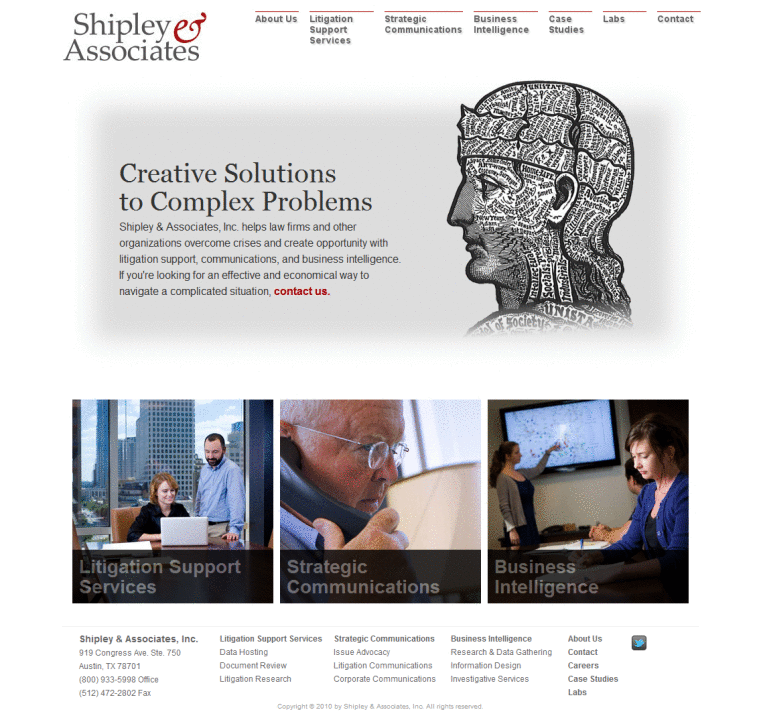 Shipley &
Associates
About Us
Litigation
Support
Services
Strategic
Communications
Business
Intelligence
Case
Studies
Labs
Contact
Creative Solutions
to Complex Problems
Shipley & Associates, Inc. helps law firms and other
organizations overcome crises and create opportunity with
litigation support, communications, and business intelligence.
If you're looking for an effective and economical way to
navigate a complicated situation, contact us.
UNISTAT
UNISTA
of Society
Litigation Support
Services
Strategic
Communications
Business
Intelligence
Shipley & Associates, Inc.
919 Congress Ave. Ste. 750
Austin, TX 78701
(800) 933-5998 Office
(512) 472-2802 Fax
Litigation Support Services
Data Hosting
Document Review
Litigation Research
Strategic Communications
Issue Advocacy
Litigation Communications
Corporate Communications
Business Intelligence
Research & Data Gathering
Information Design
Investigative Services
About Us
Contact
Careers
Case Studies
Labs
Copyright © 2010 by Shipley & Associates, Inc. All rights reserved.